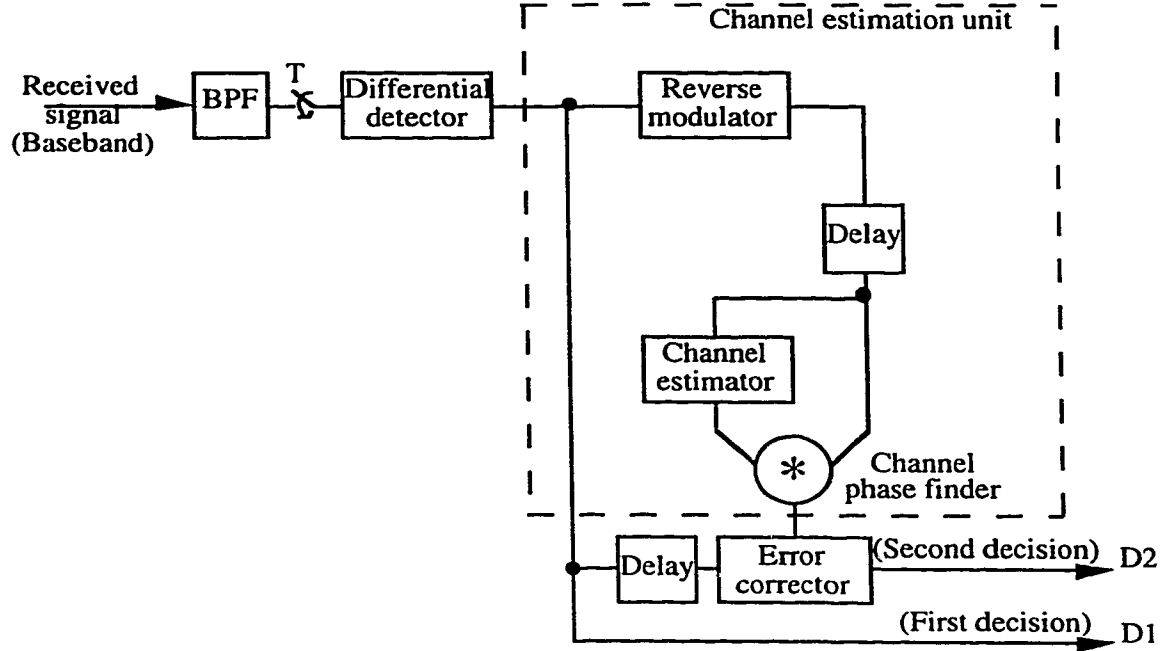 Channel estimation unit
Received
signal
(Baseband)
BPF
T
Differential
detector
Reverse
modulator
Delay
Channel
estimator
*
Channel
phase finder
Delay
Error
corrector
(Second decision)
D2
(First decision)
D1